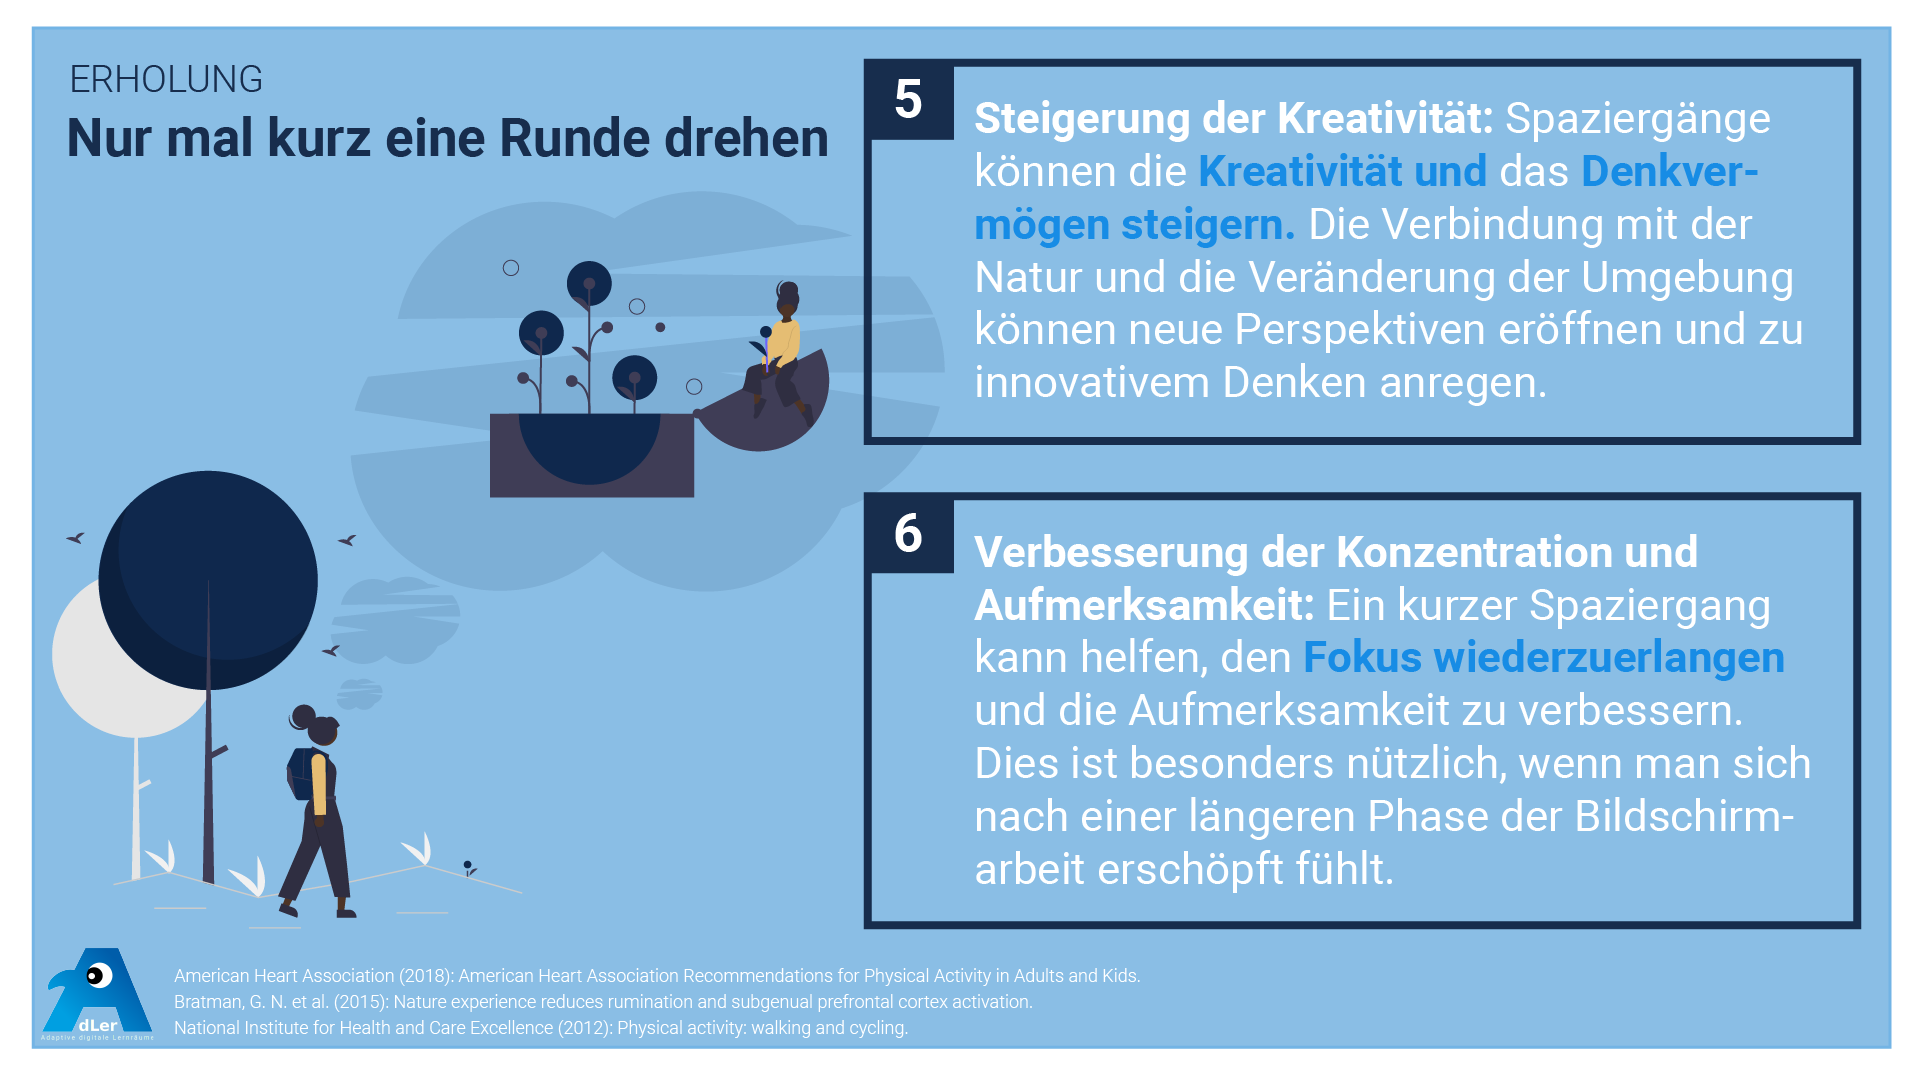 ERHOLUNG
Nur mal kurz eine Runde drehen
5
Steigerung der Kreativität: Spaziergänge
können die Kreativität und das Denkver-
mögen steigern. Die Verbindung mit der
Natur und die Veränderung der Umgebung
können neue Perspektiven eröffnen und zu
innovativem Denken anregen.
6
Verbesserung der Konzentration und
Aufmerksamkeit: Ein kurzer Spaziergang
kann helfen, den Fokus wiederzuerlangen
und die Aufmerksamkeit zu verbessern.
Dies ist besonders nützlich, wenn man sich
nach einer längeren Phase der Bildschirm-
arbeit erschöpft fühlt.
dLer
Adaptive digitale Lernräume
American Heart Association (2018): American Heart Association Recommendations for Physical Activity in Adults and Kids.
Bratman, G. N. et al. (2015): Nature experience reduces rumination and subgenual prefrontal cortex activation.
National Institute for Health and Care Excellence (2012): Physical activity: walking and cycling.